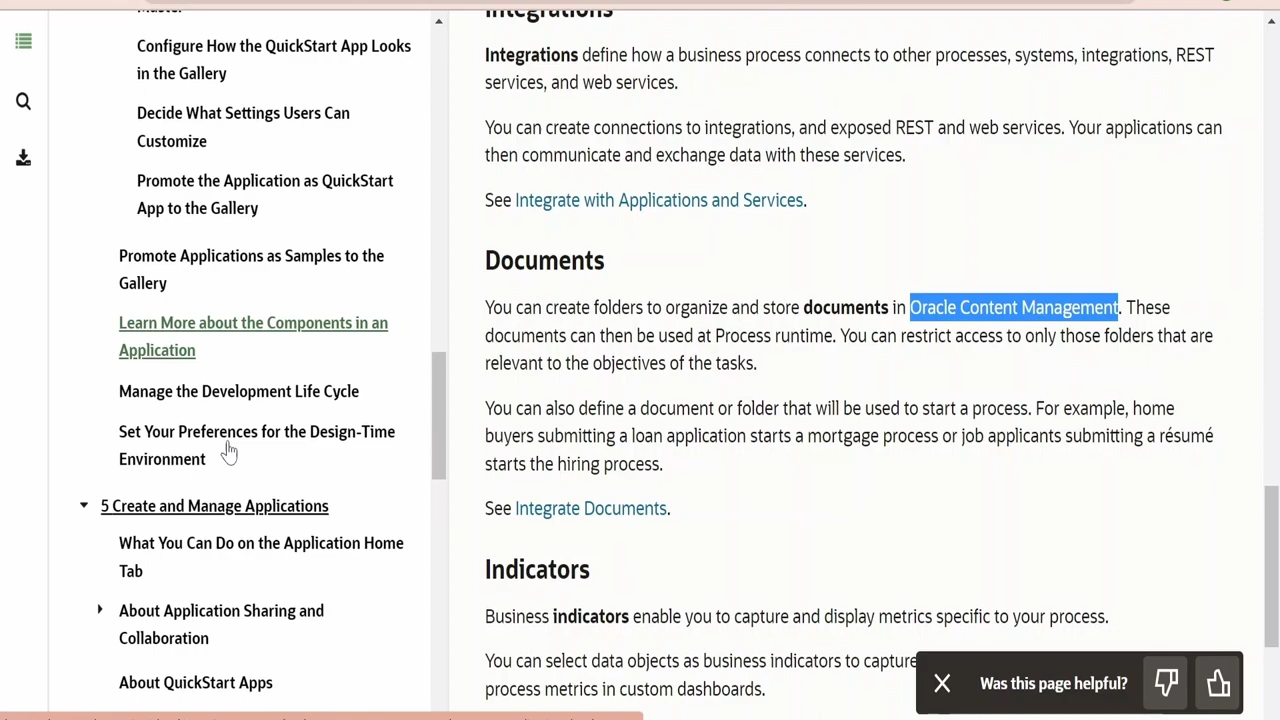 Master
Configure How the QuickStart App Looks
in the Gallery
Decide What Settings Users Can
Customize
Promote the Application as QuickStart
App to the Gallery
Promote Applications as Samples to the
Gallery
Learn More about the Components in an
Application
Manage the Development Life Cycle
Set Your Preferences for the Design-Time
Environment
5 Create and Manage Applications
What You Can Do on the Application Home
Tab
About Application Sharing and
Collaboration
About QuickStart Apps
Integrations
Integrations define how a business process connects to other processes, systems, integrations, REST
services, and web services.
You can create connections to integrations, and exposed REST and web services. Your applications can
then communicate and exchange data with these services.
See Integrate with Applications and Services.
Documents
You can create folders to organize and store documents in Oracle Content Management. These
documents can then be used at Process runtime. You can restrict access to only those folders that are
relevant to the objectives of the tasks.
You can also define a document or folder that will be used to start a process. For example, home
buyers submitting a loan application starts a mortgage process or job applicants submitting a résumé
starts the hiring process.
See Integrate Documents.
Indicators
Business indicators enable you to capture and display metrics specific to your process.
You can select data objects as business indicators to capture
process metrics in custom dashboards.
Was this page helpful?